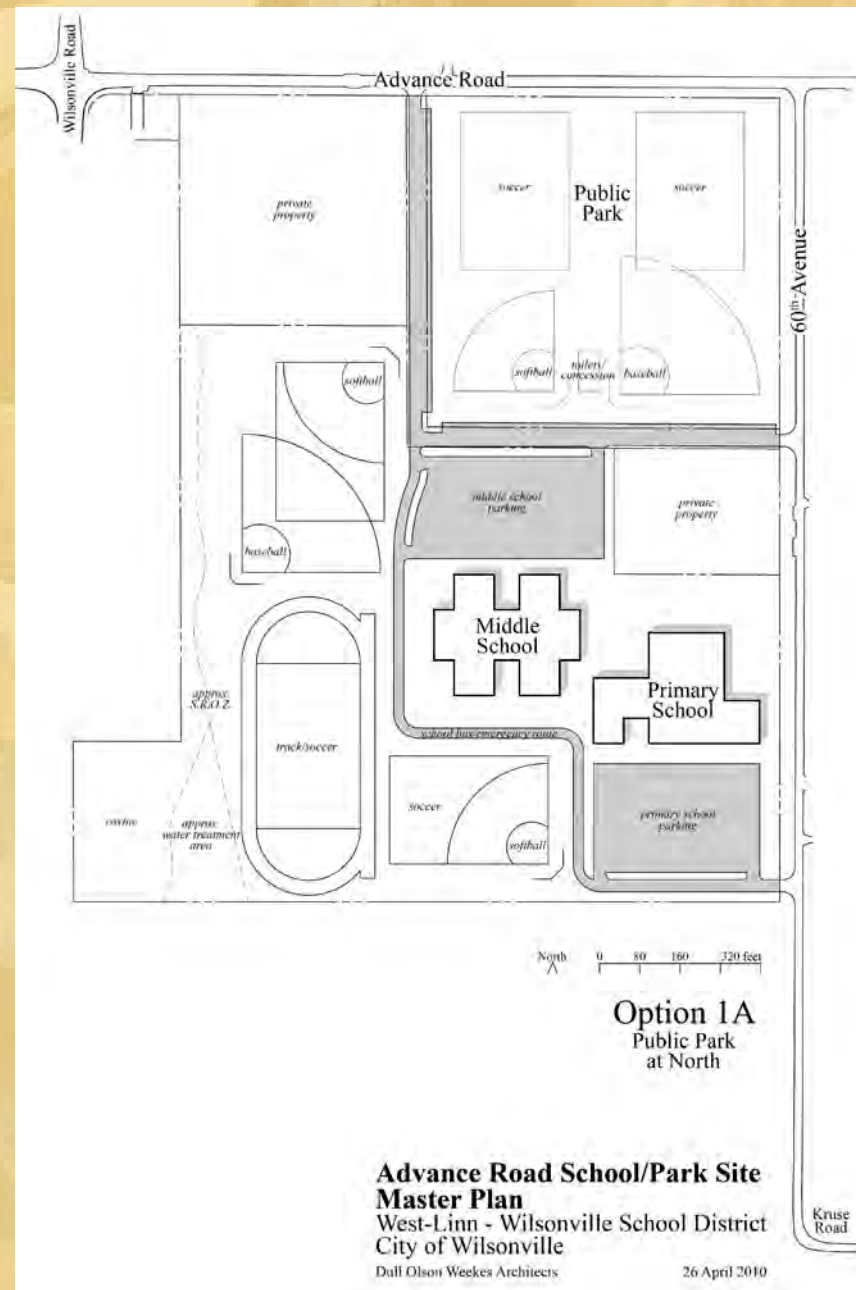 Wilsonville Road
Advance Road
private
property
soccer
Public
Park
soccer
60th Avenue
softball
toilets/
concession
baseball
softball
baseball
middle school
parking
private
property
Middle
School
Primary
School
approx.
S.R.O.Z.
track/soccer
school bus/emergency route
soccer
softball
primary school
parking
approx.
water treatment
area
North
0 80 160 320 feet
Option 1A
Public Park
at North
Advance Road School/Park Site
Master Plan
West-Linn - Wilsonville School District
City of Wilsonville
Dull Olson Weekes Architects
26 April 2010
Kruse
Road